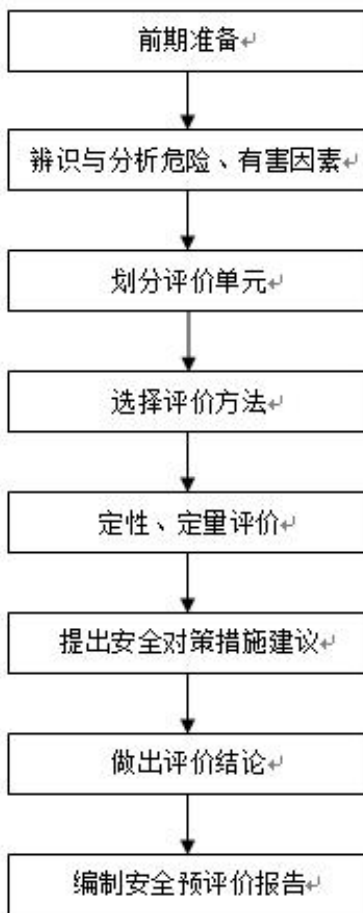 前期准备
辨识与分析危险、有害因素
划分评价单元
选择评价方法
定性、定量评价
提出安全对策措施建议
做出评价结论
编制安全预评价报告